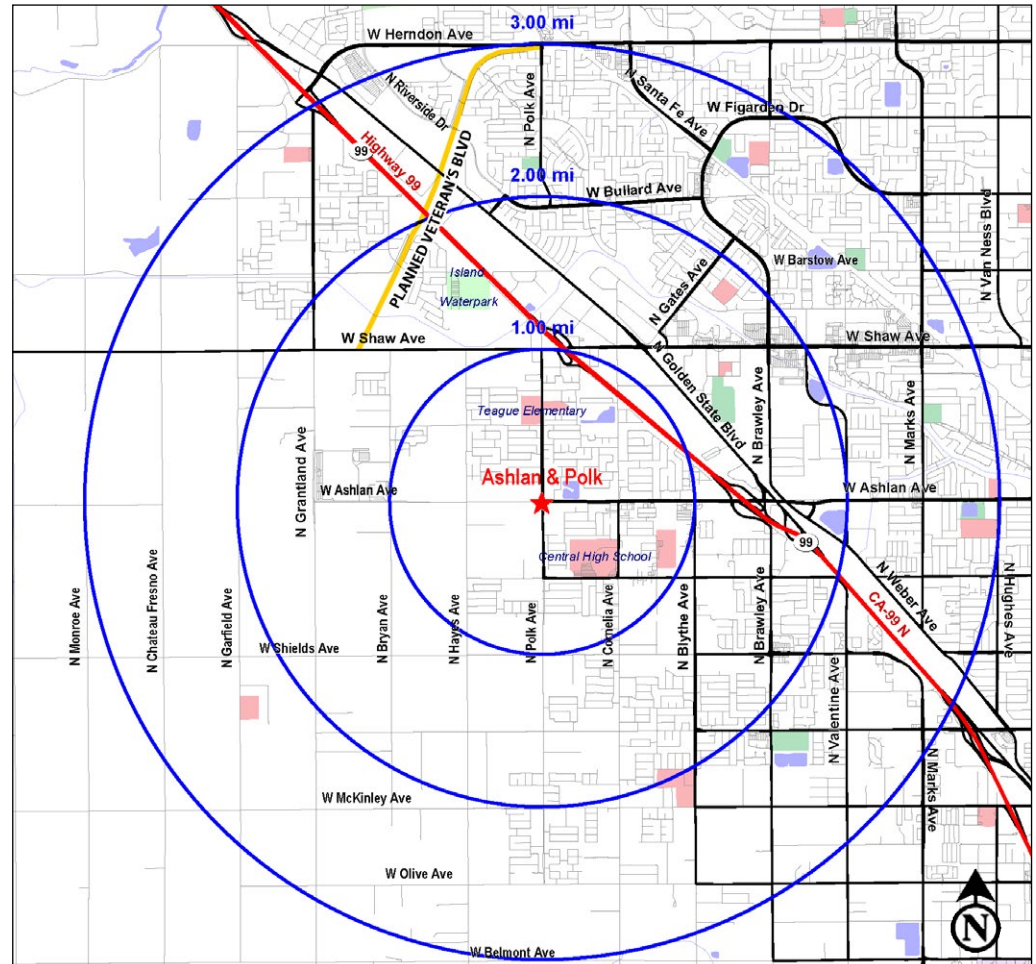 3.00 mi
W Herndon Ave
N Riverside Dr
N Polk Ave
N Santa Fe Ave
W Figarden Dr
Highway 99
99
PLANNED VETERAN'S BLVD
2.00 mi
W Bullard Ave
N Van Ness Blvd
W Barstow Ave
N Gates Ave
Island
Waterpark
1.00 mi
W Shaw Ave
W Shaw Ave
N Golden State Blvd
N Brawley Ave
N Marks Ave
Teague Elementary
N Grantland Ave
W Ashlan Ave
Ashlan & Polk
W Ashlan Ave
99
Central High School
N Weber Ave
N Hughes Ave
CA-99 N
N Monroe Ave
N Chateau Fresno Ave
N Garfield Ave
W Shields Ave
N Bryan Ave
N Hayes Ave
N Polk Ave
N Cornelia Ave
N Blythe Ave
N Brawley Ave
N Valentine Ave
N Marks Ave
W McKinley Ave
W Olive Ave
W Belmont Ave
N